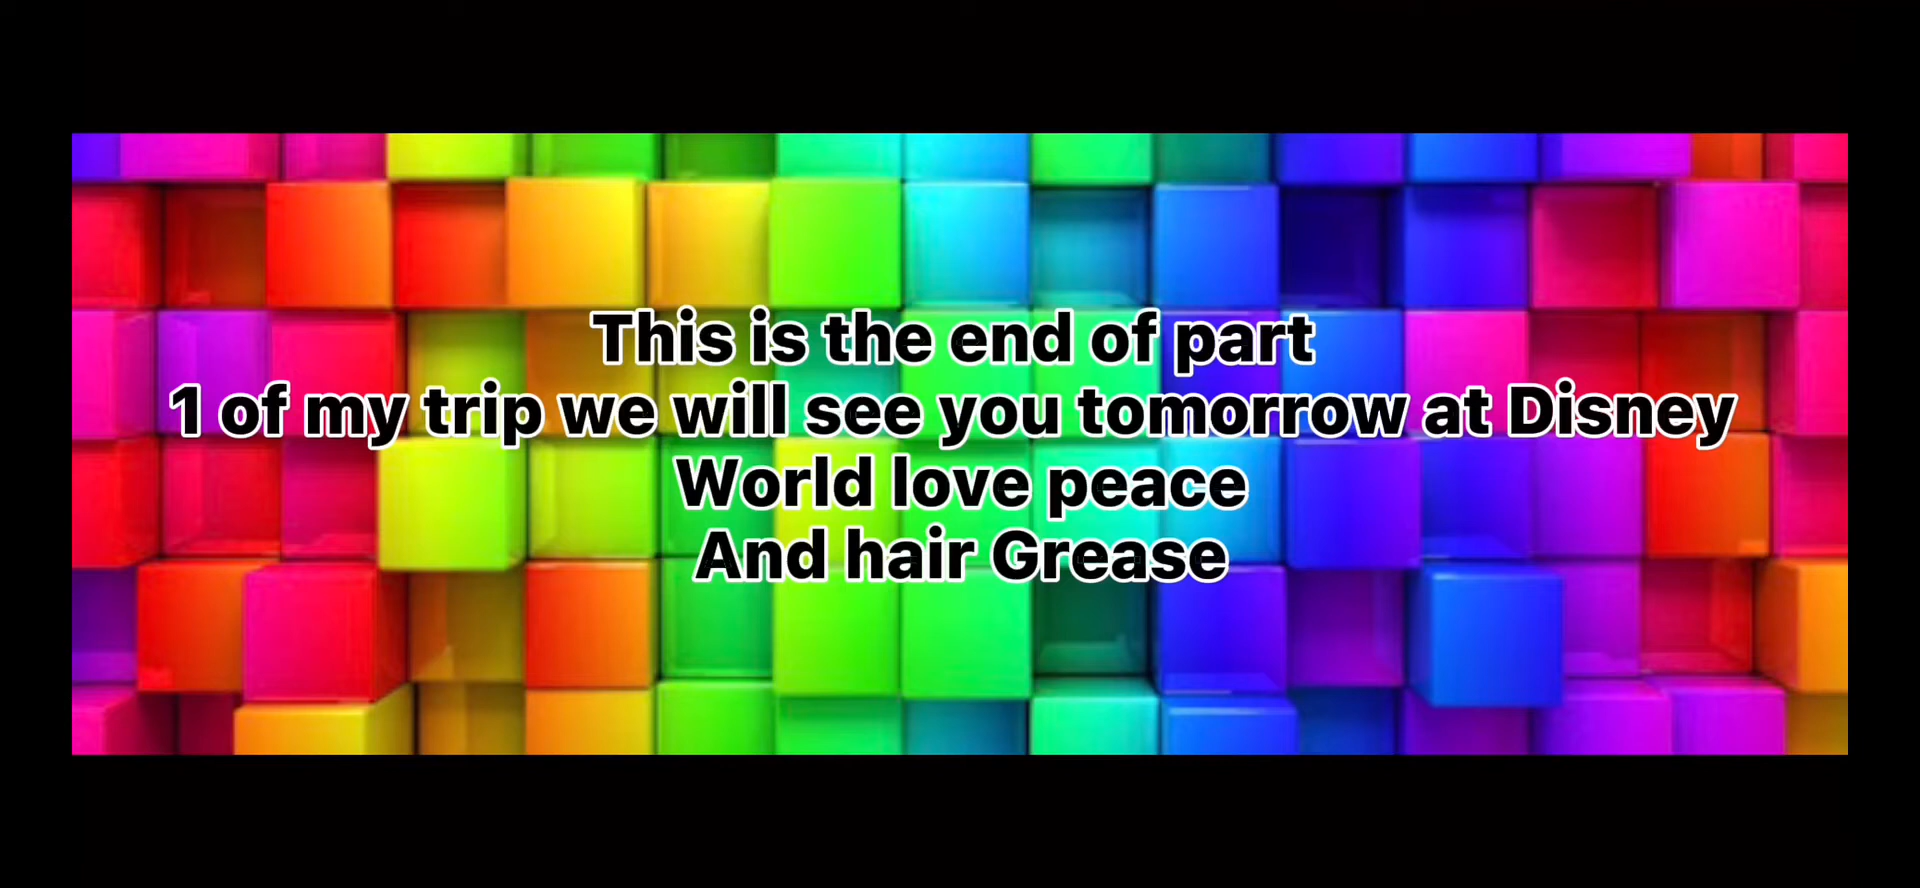 This is the end of part
1 of my trip we will see you tomorrow at Disney
World love peace
And hair Grease